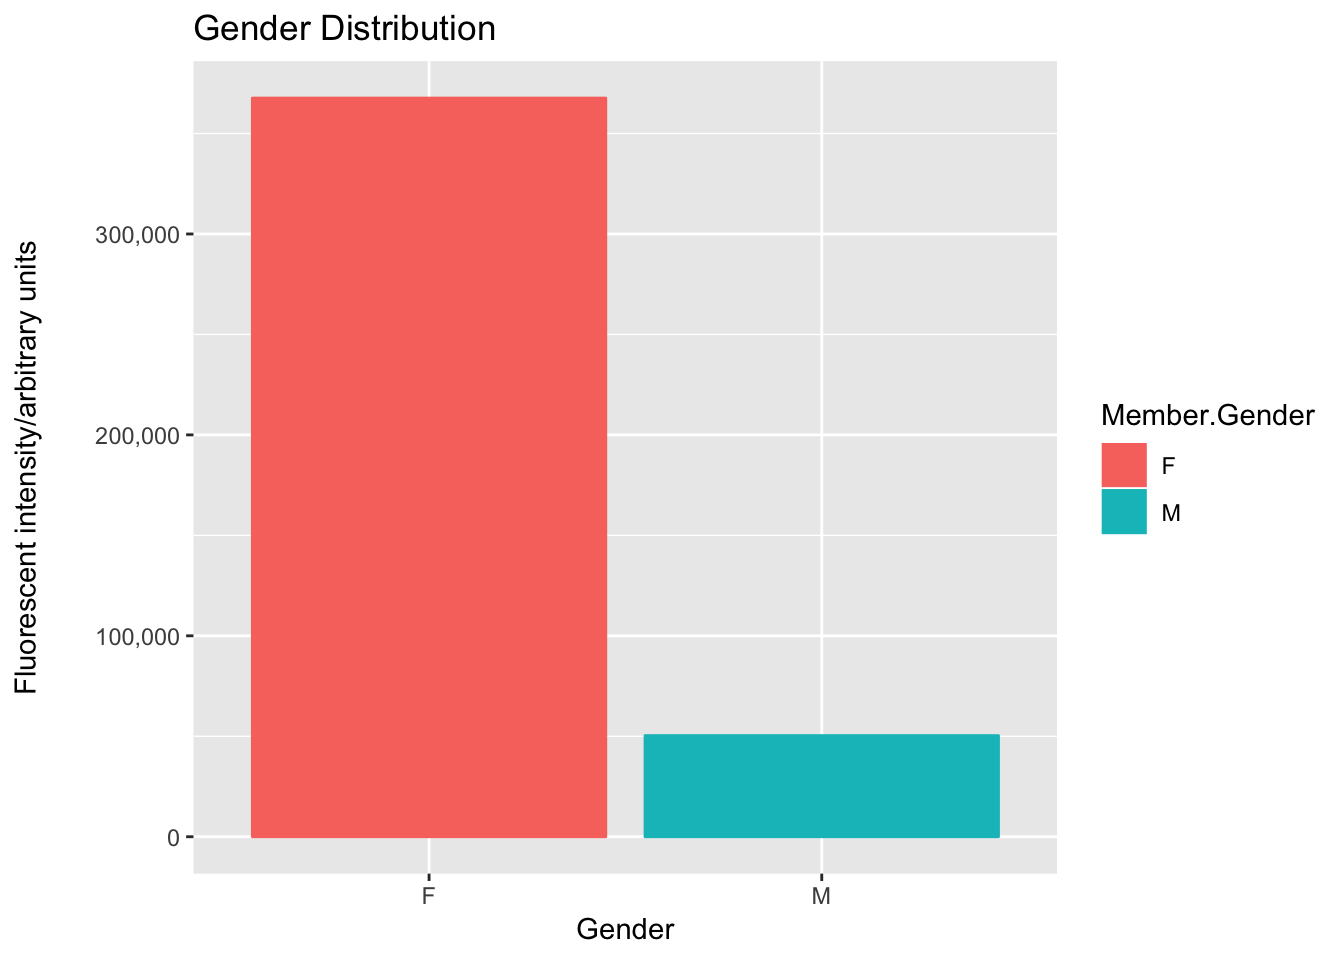 Gender Distribution
Fluorescent intensity/arbitrary units
300,000
200,000
100,000
0
F
M
Gender
Member.Gender
F
M